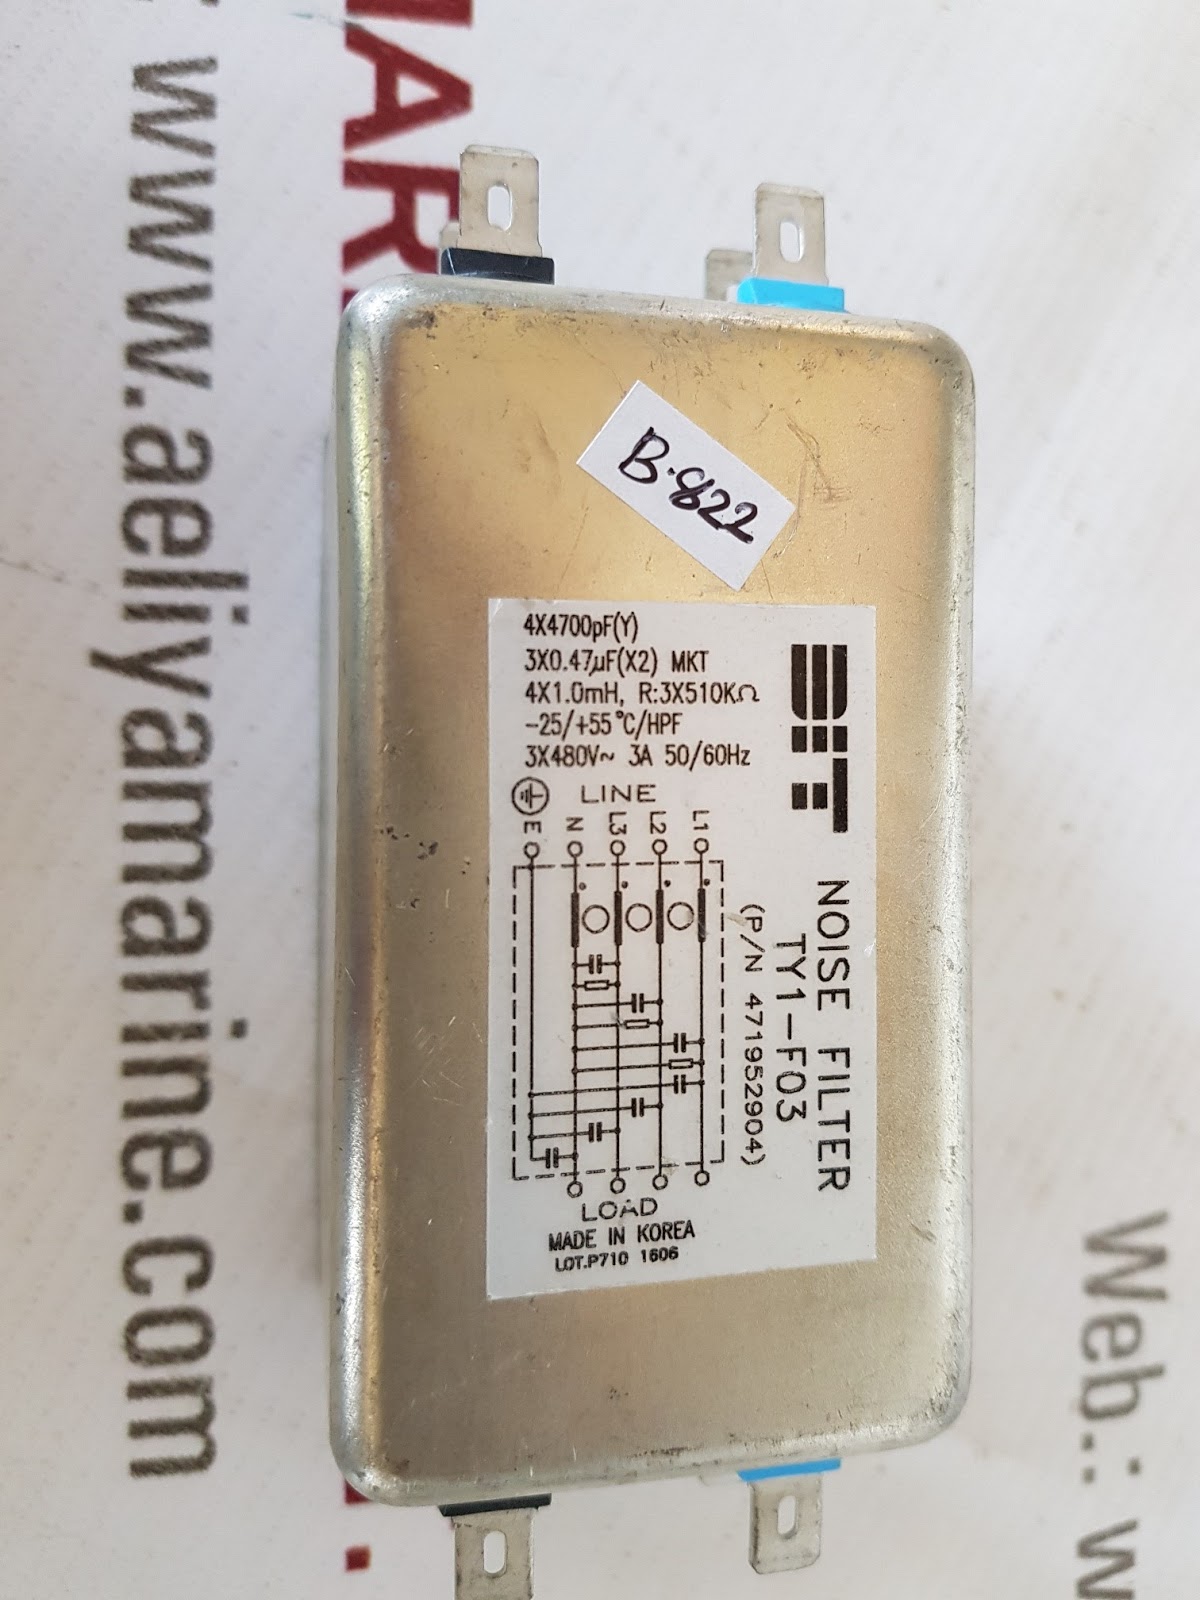 B-822
4X4700pF(Y)
3X0.47µF(X2) MKT
4X1.0mH, R:3X510KΩ
-25/+55°C/HPF
3X480V~ 3A 50/60Hz
LINE
E N L3 L2 L1
LOAD
MADE IN KOREA
LOT.P710 1606
NOISE FILTER
TY1-F03
(P/N 471952904)
www.aeliyamarine.com
Web.: w